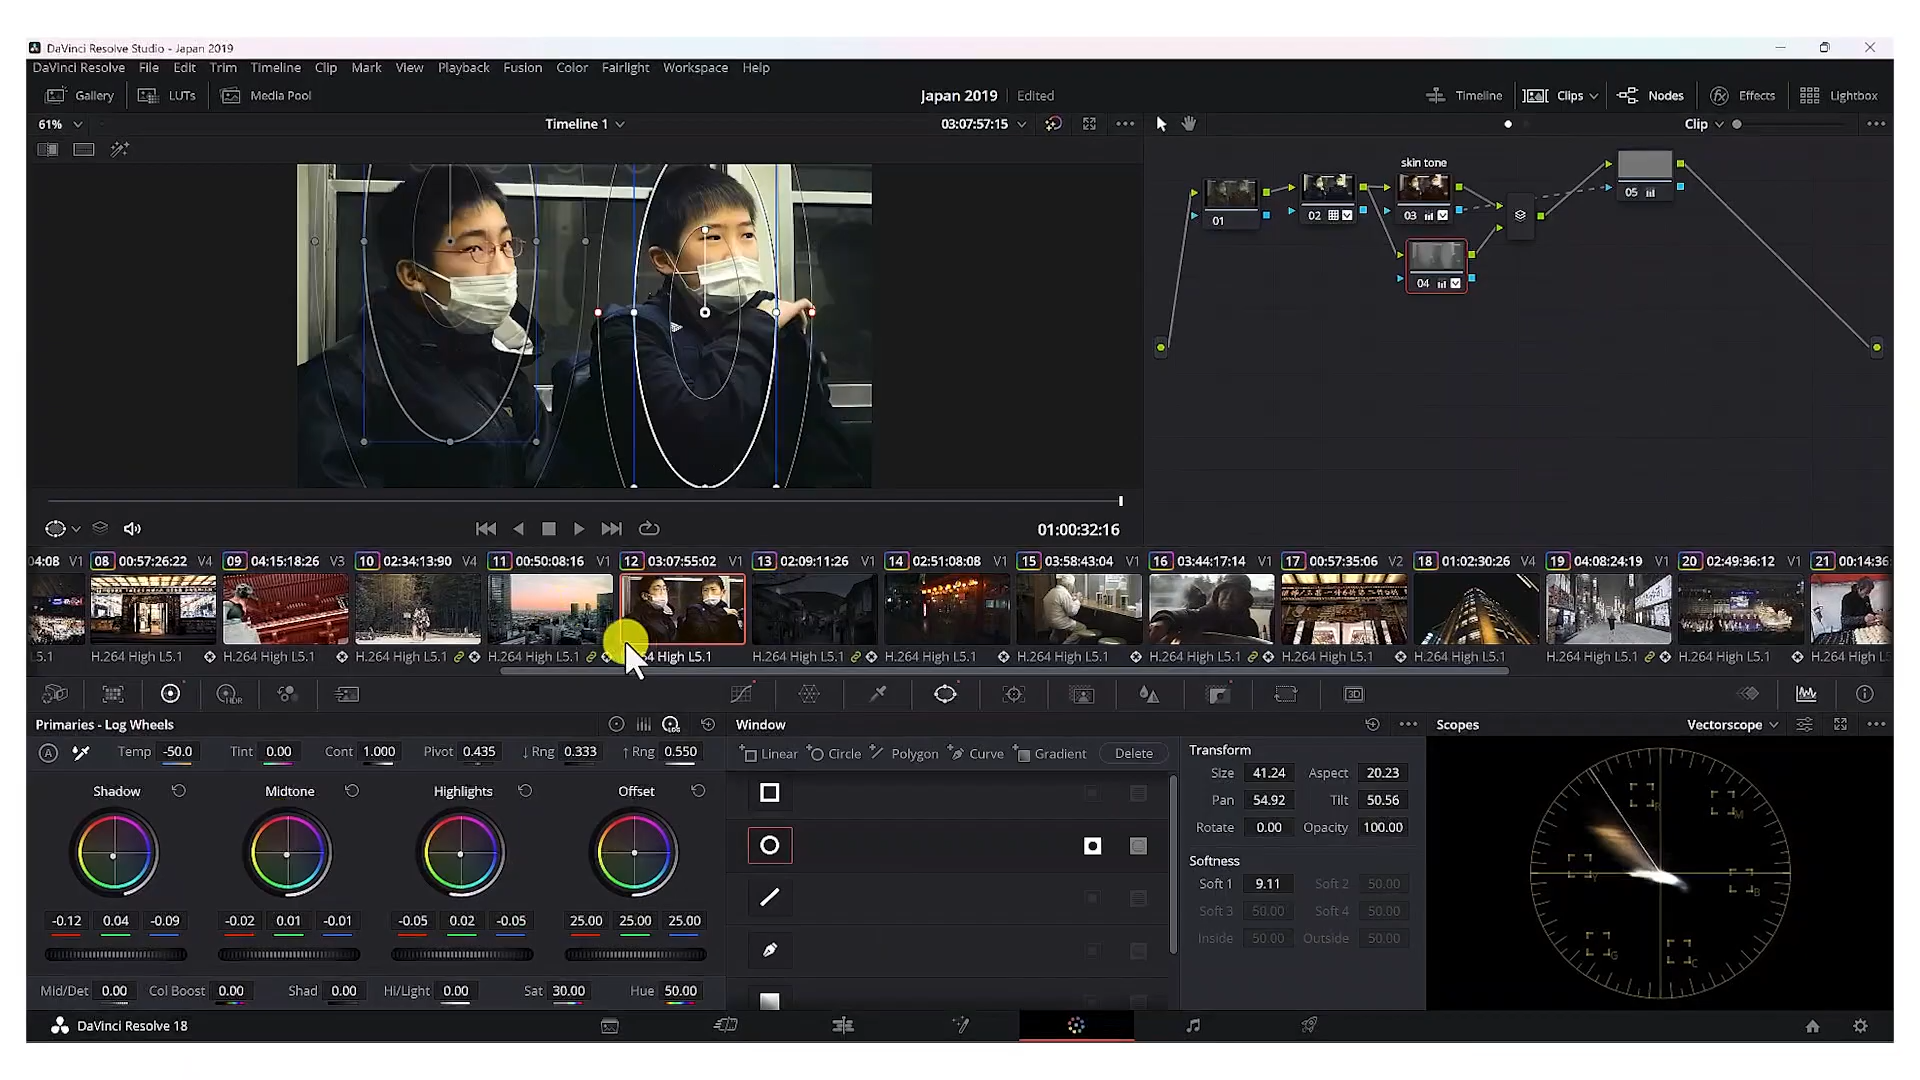 DaVinci Resolve Studio - Japan 2019
DaVinci Resolve File Edit Trim Timeline Clip Mark View Playback Fusion Color Fairlight Workspace Help
Gallery LUTs Media Pool Japan 2019 Edited Timeline Clips Nodes Effects Lightbox
61% Timeline 1 03:07:57:15 Clip
skin tone
01 02 03 05
04
01:00:32:16
04:08 V1 08 00:57:26:22 V4 09 04:15:18:26 V3 10 02:34:13:90 V4 11 00:50:08:16 V1 12 03:07:55:02 V1 13 02:09:11:26 V1 14 02:51:08:08 V1 15 03:58:43:04 V1 16 03:44:17:14 V1 17 00:57:35:06 V2 18 01:02:30:26 V4 19 04:08:24:19 V1 20 02:49:36:12 V1 21 00:14:36
L5.1 H.264 High L5.1 H.264 High L5.1 H.264 High L5.1 H.264 High L5.1 4 High L5.1 H.264 High L5.1 H.264 High L5.1 H.264 High L5.1 H.264 High L5.1 H.264 High L5.1 H.264 High L5.1 H.264 High L5.1 H.264 High L5.1 H.264 High L5.1
HDR 3D
Primaries - Log Wheels LOG Window Scopes Vectorscope
A Temp -50.0 Tint 0.00 Cont 1.000 Pivot 0.435 ↓ Rng 0.333 ↑ Rng 0.550 Linear Circle Polygon Curve Gradient Delete Transform
Size 41.24 Aspect 20.23
Shadow Midtone Highlights Offset Pan 54.92 Tilt 50.56
Rotate 0.00 Opacity 100.00
Softness
Soft 1 9.11 Soft 2 50.00
-0.12 0.04 -0.09 -0.02 0.01 -0.01 -0.05 0.02 -0.05 25.00 25.00 25.00 Soft 3 50.00 Soft 4 50.00
Inside 50.00 Outside 50.00
R M
Y B
G C
Mid/Det 0.00 Col Boost 0.00 Shad 0.00 Hi/Light 0.00 Sat 30.00 Hue 50.00
DaVinci Resolve 18